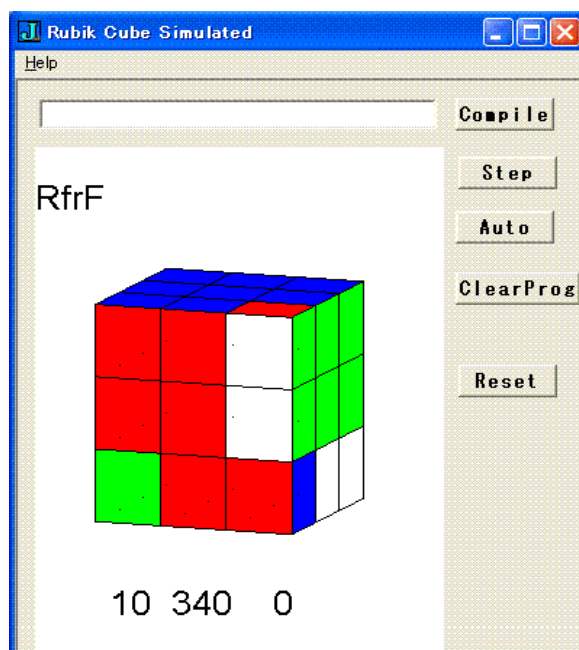 Rubik Cube Simulated
Help
Compile
Step
RfrF
Auto
ClearProg
Reset
10 340 0